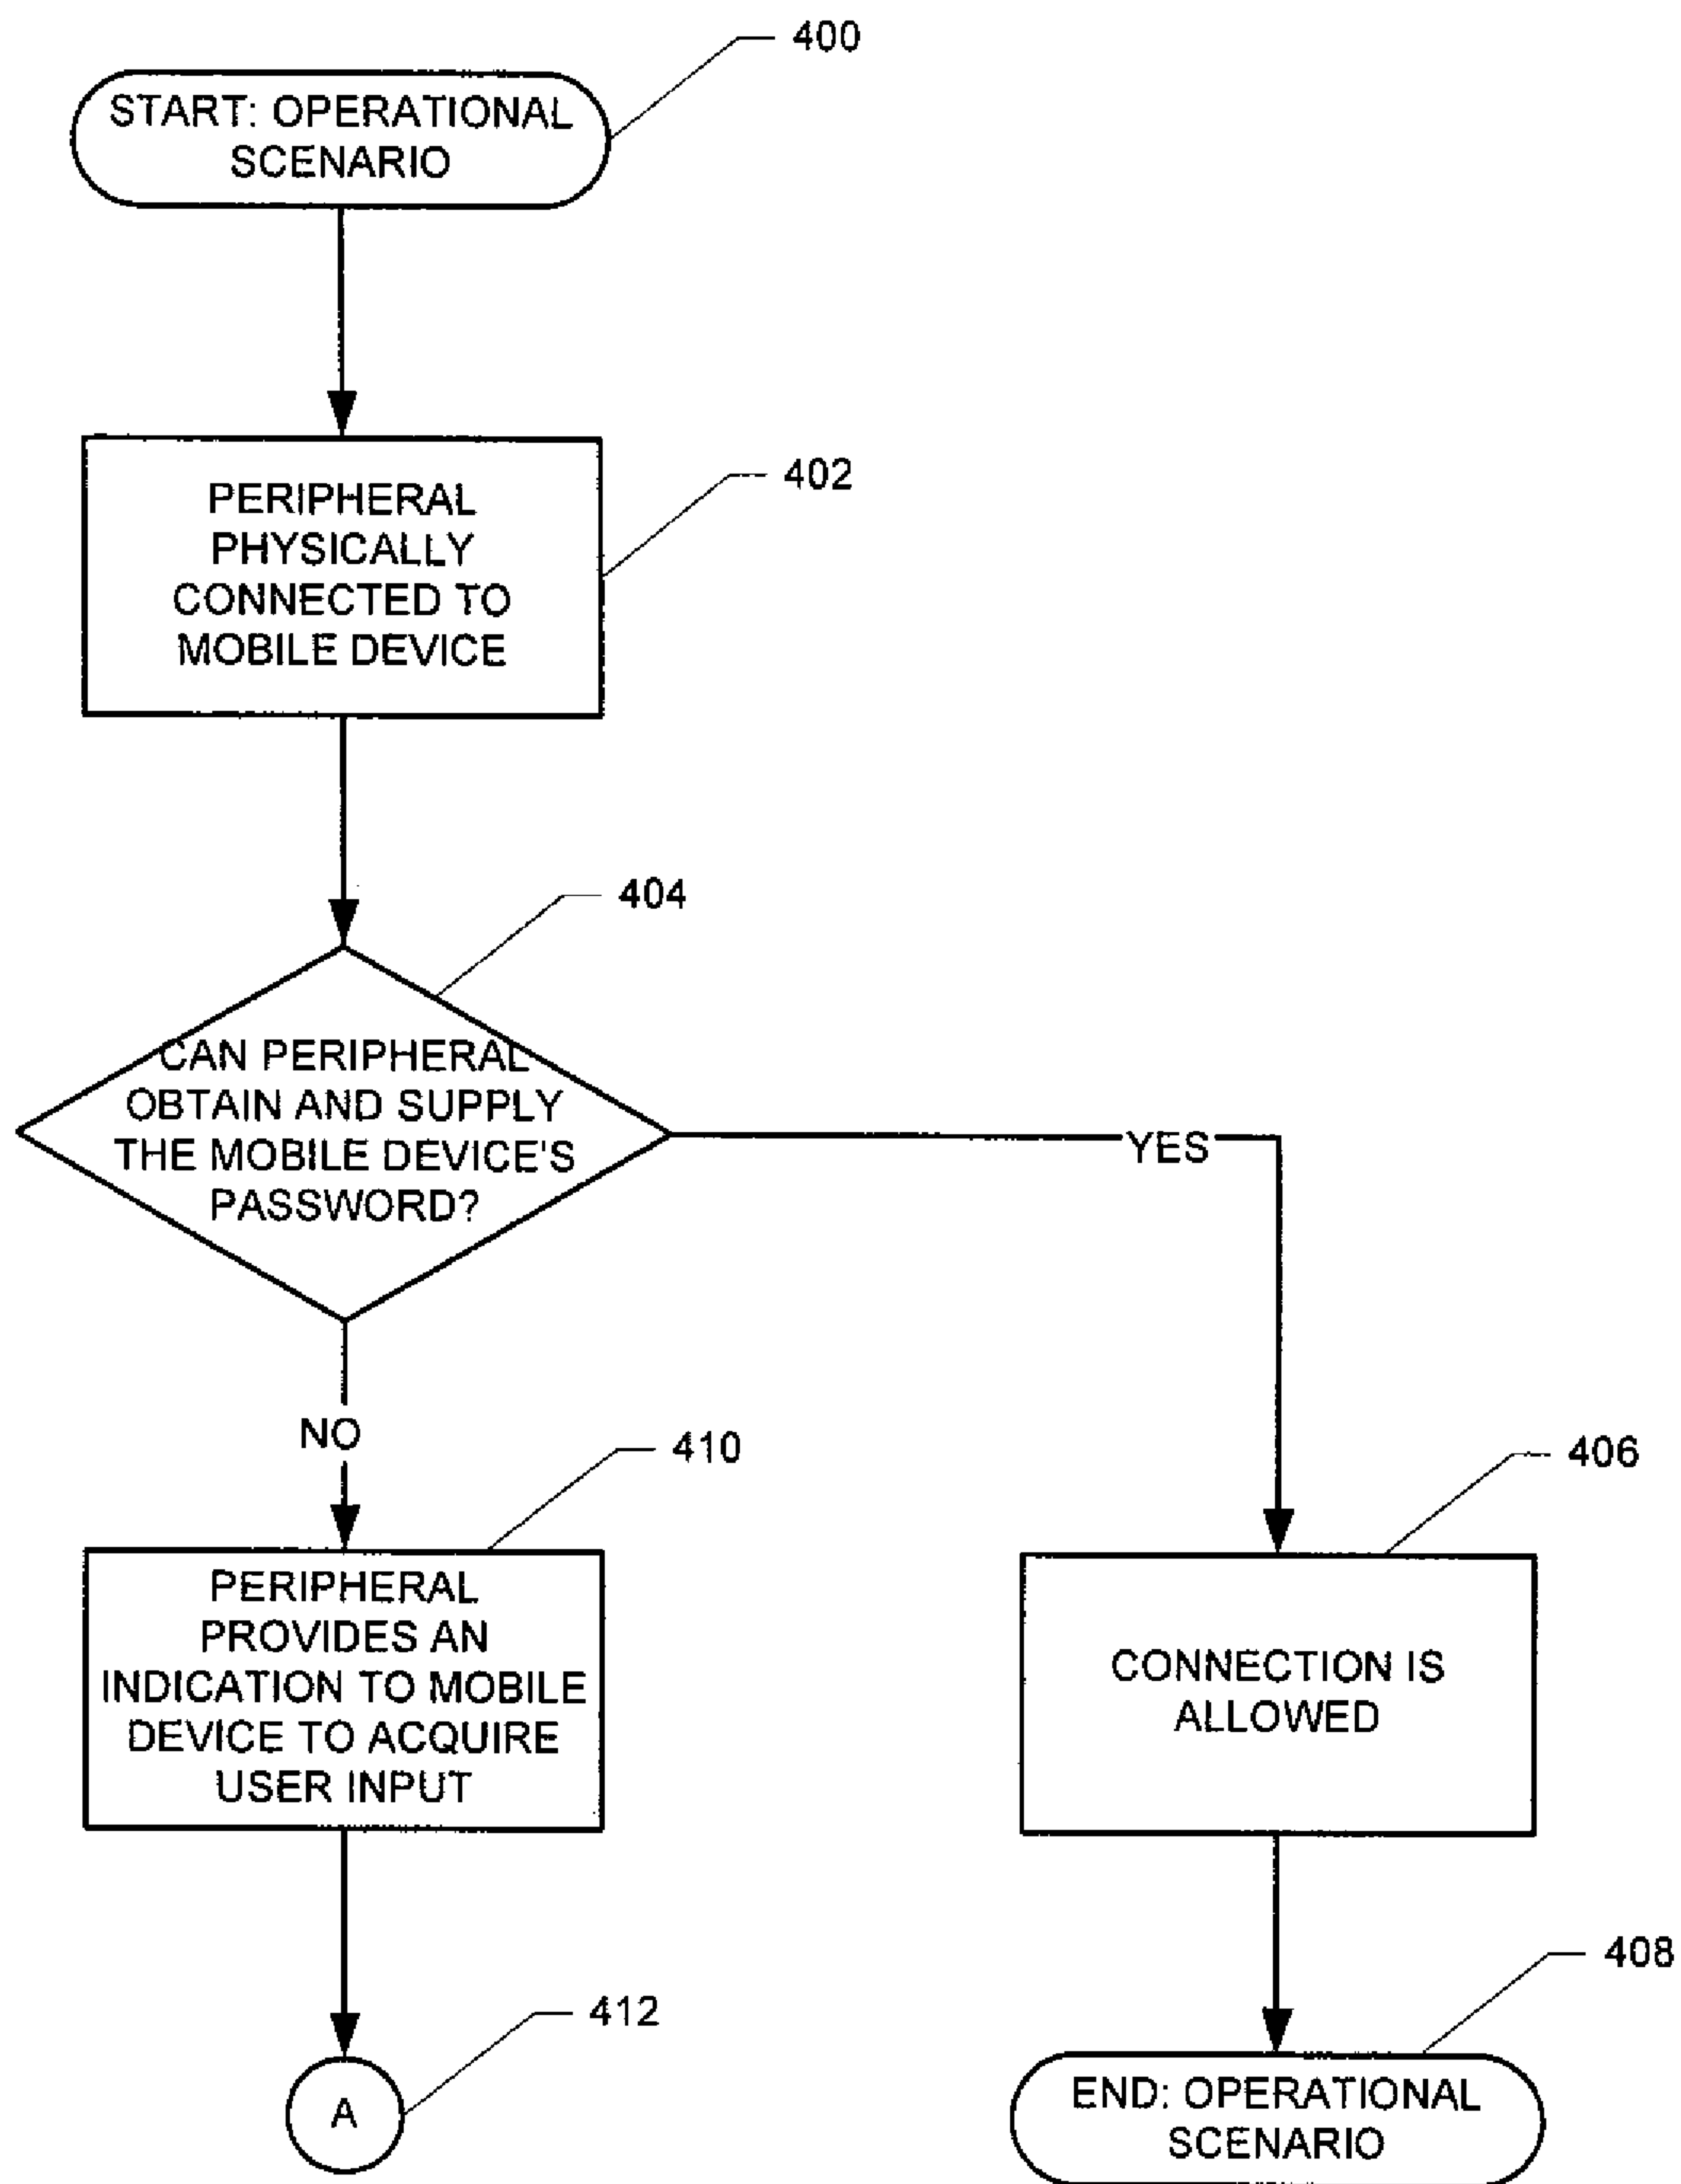 400
START: OPERATIONAL
SCENARIO
402
PERIPHERAL
PHYSICALLY
CONNECTED TO
MOBILE DEVICE
404
CAN PERIPHERAL
OBTAIN AND SUPPLY
THE MOBILE DEVICE'S
PASSWORD?
YES
NO
410
PERIPHERAL
PROVIDES AN
INDICATION TO MOBILE
DEVICE TO ACQUIRE
USER INPUT
406
CONNECTION IS
ALLOWED
412
A
408
END: OPERATIONAL
SCENARIO